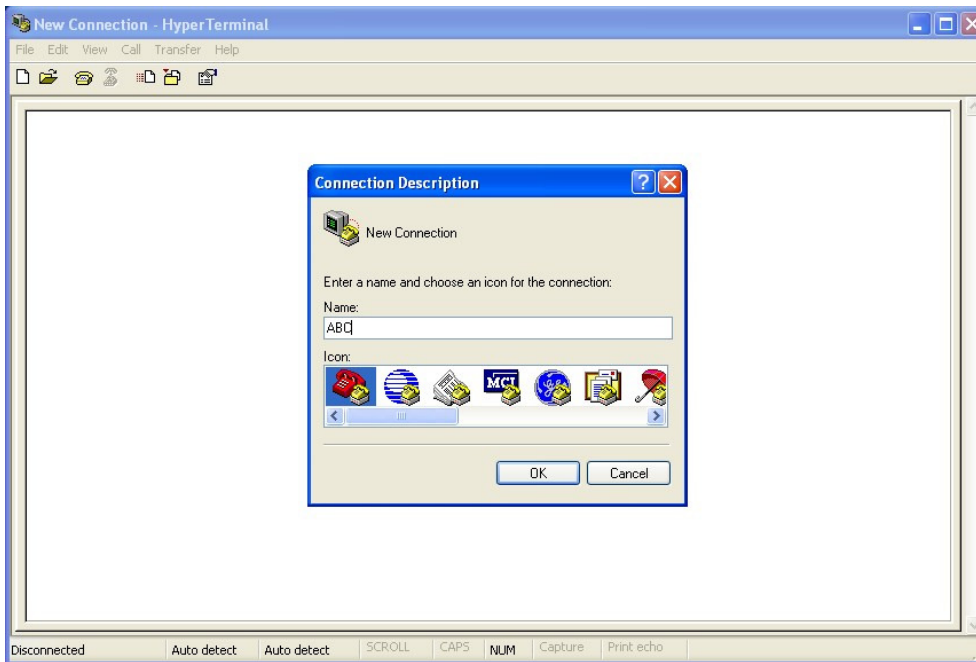 New Connection - HyperTerminal
File Edit View Call Transfer Help
Connection Description
New Connection
Enter a name and choose an icon for the connection:
Name:
ABC
Icon:
MCI
OK Cancel
Disconnected Auto detect Auto detect SCROLL CAPS NUM Capture Print echo